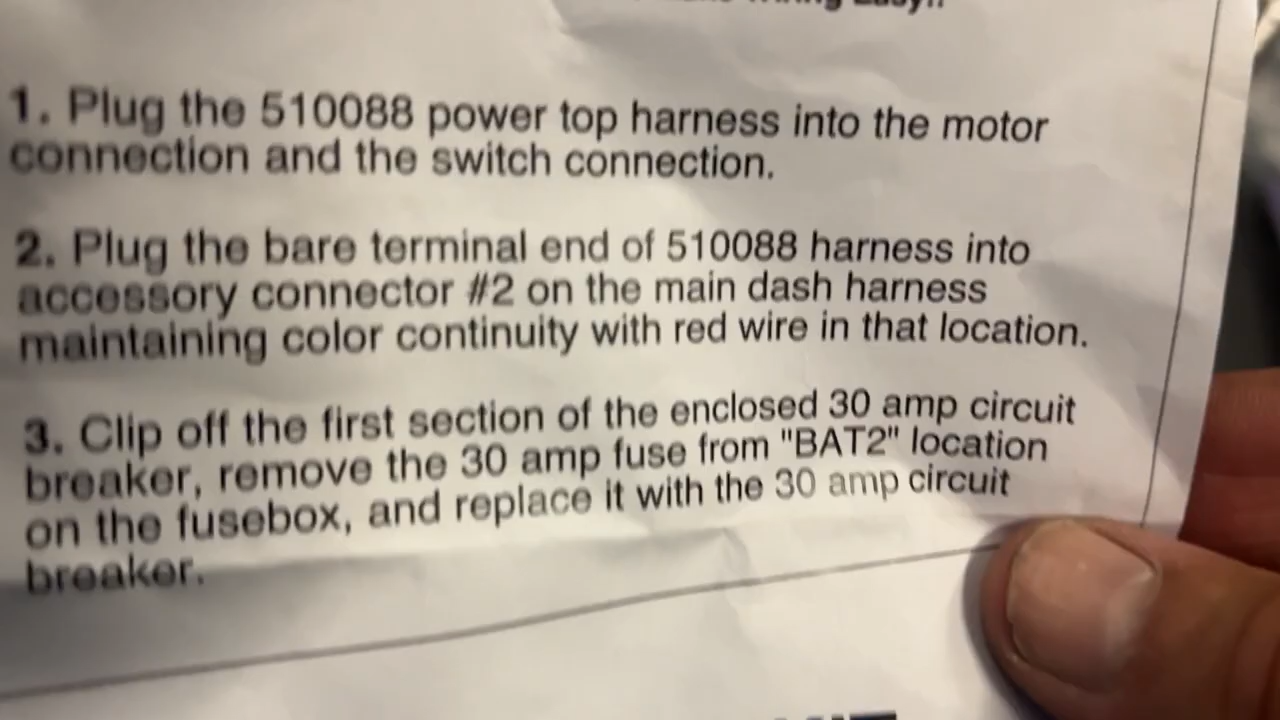 Wiring Easy!!
1. Plug the 510088 power top harness into the motor
connection and the switch connection.
2. Plug the bare terminal end of 510088 harness into
accessory connector #2 on the main dash harness
maintaining color continuity with red wire in that location.
3. Clip off the first section of the enclosed 30 amp circuit
breaker, remove the 30 amp fuse from "BAT2" location
on the fusebox, and replace it with the 30 amp circuit
breaker.